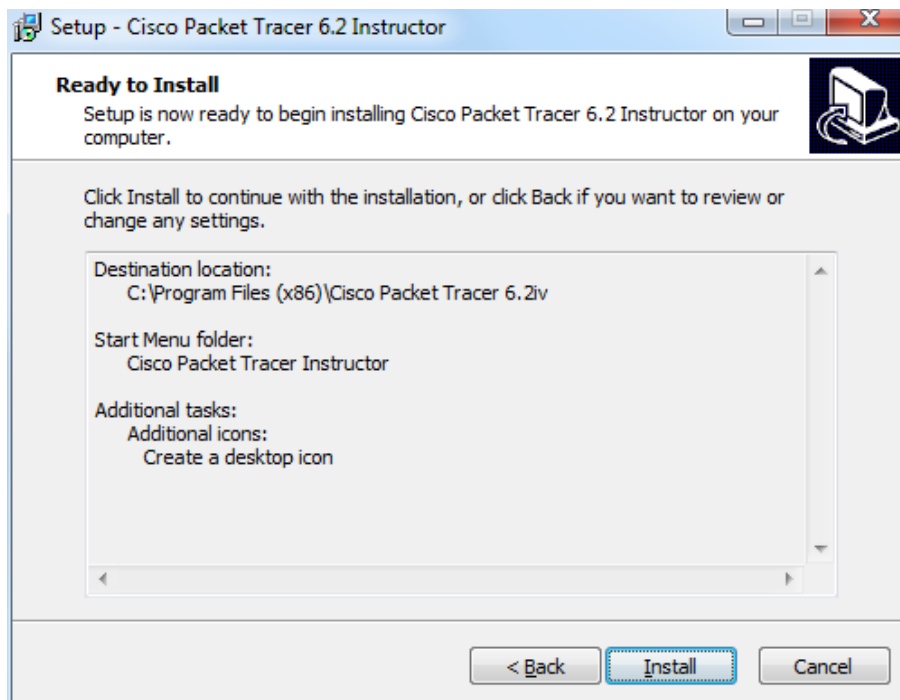 Setup - Cisco Packet Tracer 6.2 Instructor
Ready to Install
Setup is now ready to begin installing Cisco Packet Tracer 6.2 Instructor on your
computer.
Click Install to continue with the installation, or click Back if you want to review or
change any settings.
Destination location:
C:\Program Files (x86)\Cisco Packet Tracer 6.2iv
Start Menu folder:
Cisco Packet Tracer Instructor
Additional tasks:
Additional icons:
Create a desktop icon
< Back
Install
Cancel